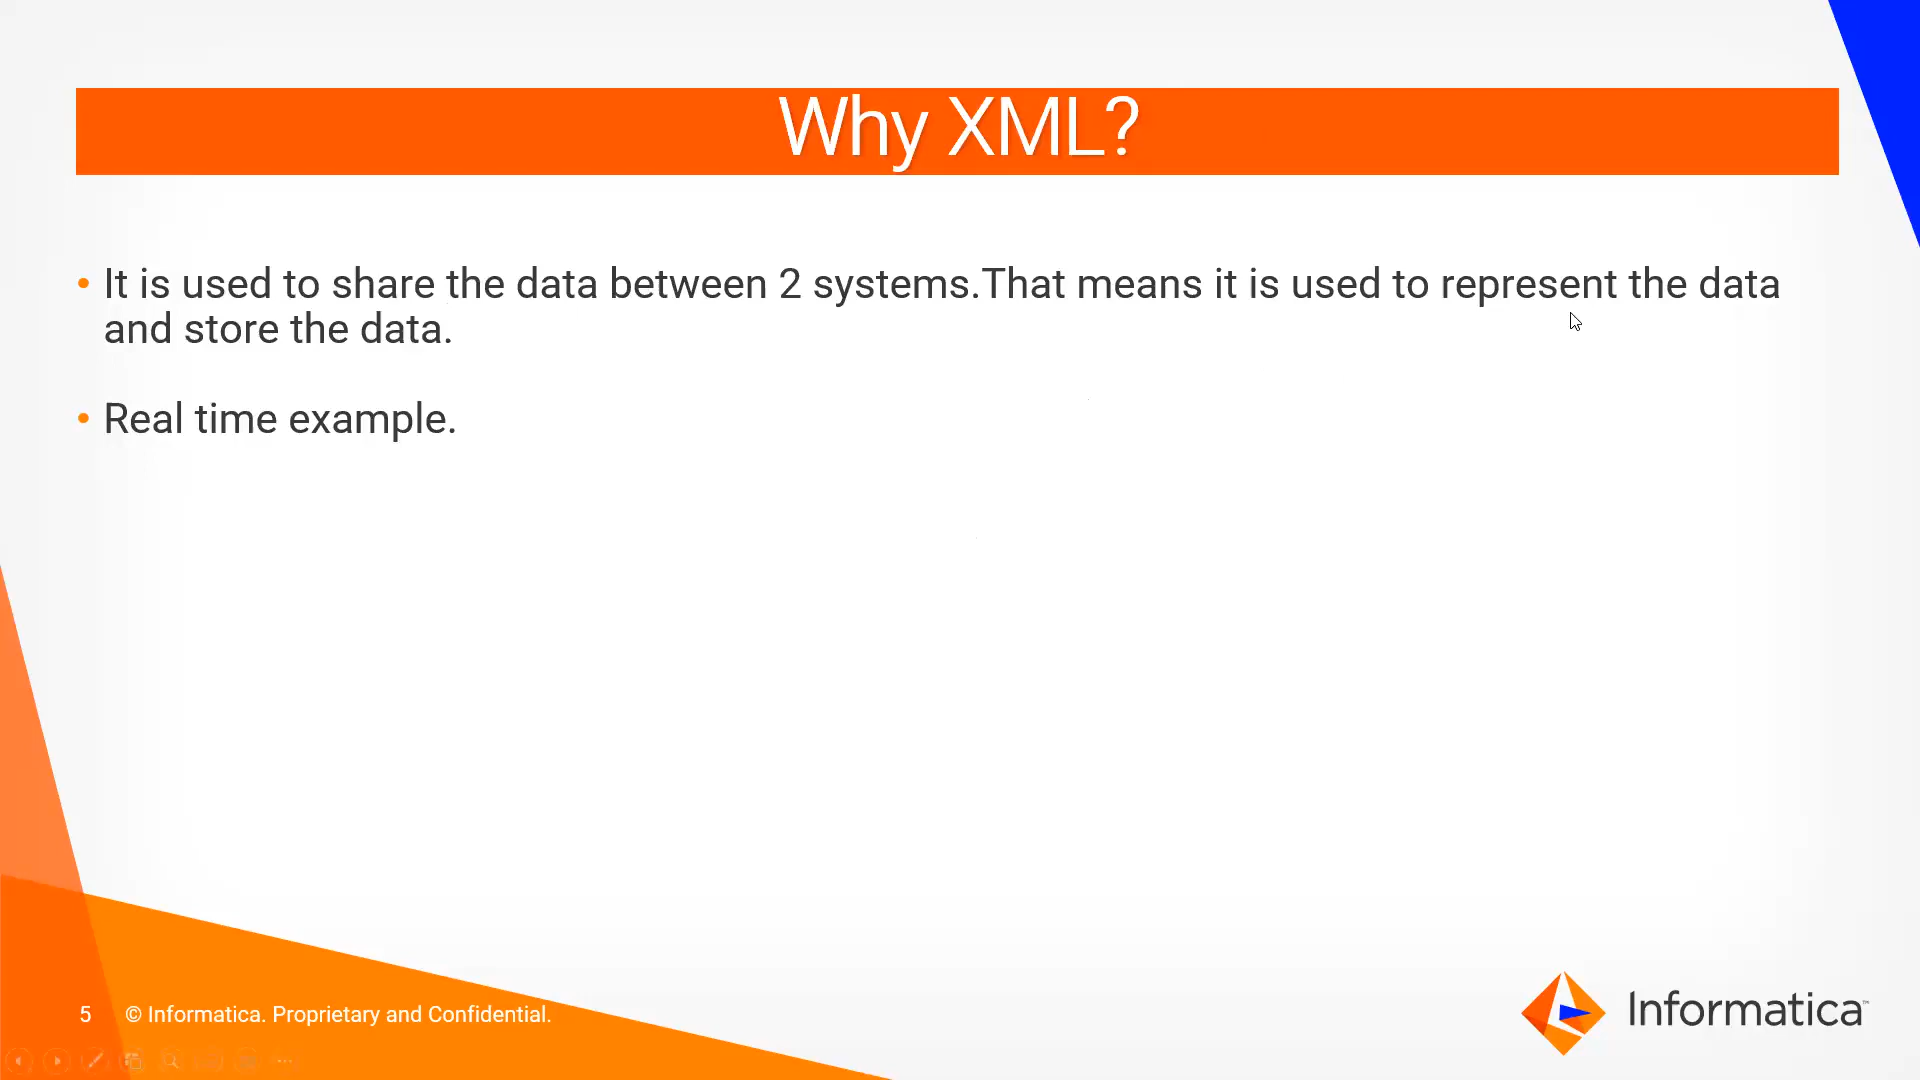 Why XML?
• It is used to share the data between 2 systems.That means it is used to represent the data
and store the data.
• Real time example.
5 © Informatica. Proprietary and Confidential.
Informatica™